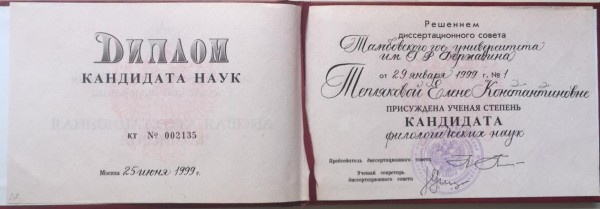 ДИПЛОМ
КАНДИДАТА НАУК
КТ № 002135
Москва 25 июня 1999 г.
Решением
диссертационного совета
Тамбовского гос. университета
им Г Р Державина
от 29 января 1999 г. № 1
Тепляковой Елене Константиновне
ПРИСУЖДЕНА УЧЕНАЯ СТЕПЕНЬ
КАНДИДАТА
филологических наук
Председатель диссертационного совета
Ученый секретарь
диссертационного совета